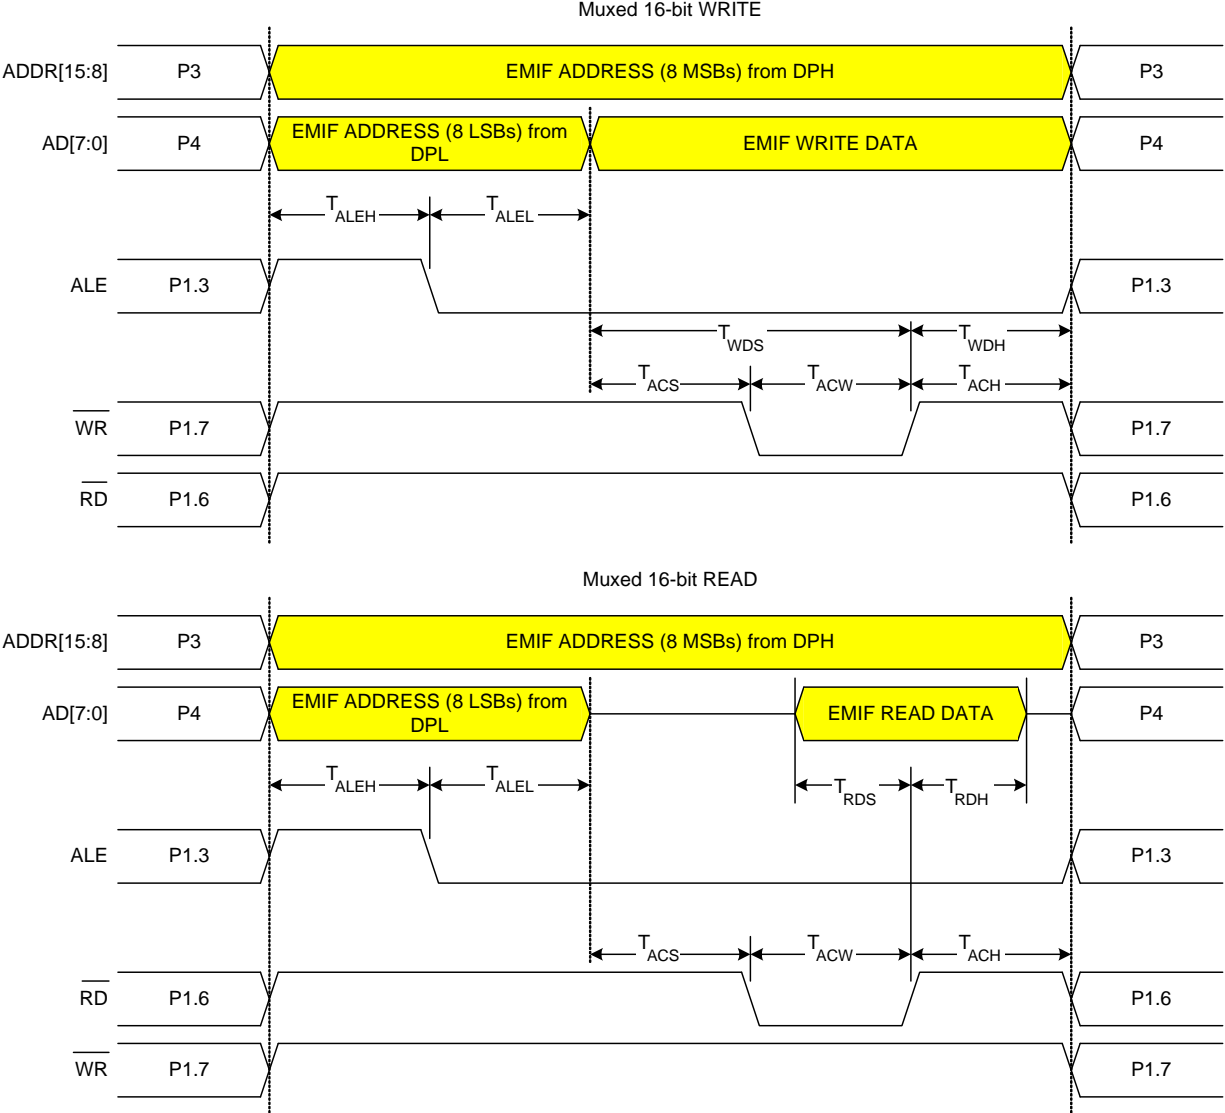 Muxed 16-bit WRITE
ADDR[15:8] P3 EMIF ADDRESS (8 MSBs) from DPH P3
AD[7:0] P4 EMIF ADDRESS (8 LSBs) from DPL EMIF WRITE DATA P4
TALEH TALEL
ALE P1.3 P1.3
TWDS TWDH
TACS TACW TACH
WR P1.7 P1.7
RD P1.6 P1.6
Muxed 16-bit READ
ADDR[15:8] P3 EMIF ADDRESS (8 MSBs) from DPH P3
AD[7:0] P4 EMIF ADDRESS (8 LSBs) from DPL EMIF READ DATA P4
TALEH TALEL TRDS TRDH
ALE P1.3 P1.3
TACS TACW TACH
RD P1.6 P1.6
WR P1.7 P1.7